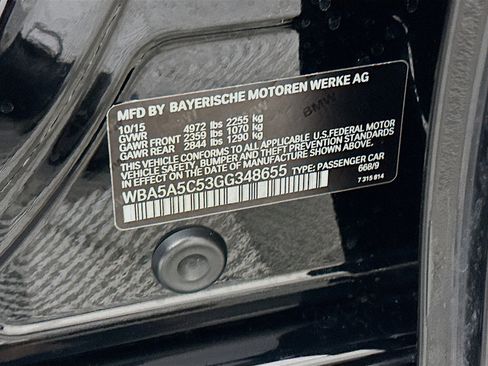 MFD BY BAYERISCHE MOTOREN WERKE AG
10/15 4972 lbs 2255 kg
GVWR
GAWR FRONT 2359 lbs 1070 kg
GAWR REAR 2844 lbs 1290 kg
THIS VEHICLE CONFORMS TO ALL APPLICABLE U.S.FEDERAL MOTOR
VEHICLE SAFETY, BUMPER, AND THEFT PREVENTION STANDARDS
IN EFFECT ON THE DATE OF MANUFACTURE SHOWN ABOVE.
WBA5A5C53GG348655 TYPE: PASSENGER CAR
668/9
7 315 814